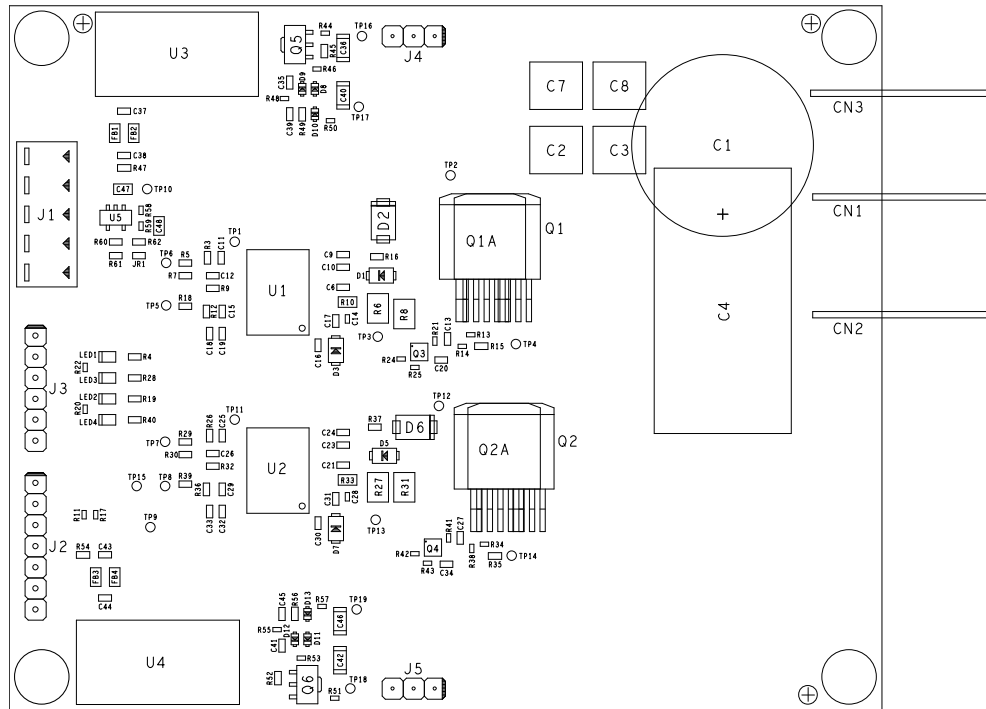 U3
Q5
R44
TP16
R45
C36
J4
R46
C35
D9
D8
R48
C40
TP17
C39
R49
D10
R50
C7
C8
C2
C3
C1
CN3
CN1
CN2
C4
C37
FB1
FB2
C38
R47
C47
TP10
J1
U5
R58
R59
C48
R60
R62
R61
JR1
TP6
R5
R7
TP5
R18
R3
C11
TP1
C12
R9
R12
C15
C18
C19
U1
C9
C10
C6
R16
D2
D1
R10
R6
R8
C17
C14
C16
D3
TP3
TP2
Q1A
Q1
R21
C13
R13
R14
R15
TP4
R24
Q3
R25
C20
J3
LED1
R22
R4
LED3
R28
LED2
R20
R19
LED4
R40
TP7
R29
R30
TP15
TP8
R39
TP9
R26
C25
TP11
C26
R32
R36
C29
C33
C32
U2
C24
C23
C21
R37
D6
D5
R33
R27
R31
C31
C28
C30
D7
TP13
TP12
Q2A
Q2
R41
C27
R34
R38
R35
TP14
R42
Q4
R43
C34
J2
R11
R17
R54
C43
FB3
FB4
C44
U4
C45
R56
D13
R57
TP19
R55
D12
D11
C46
C41
R53
C42
R52
Q6
TP18
R51
J5